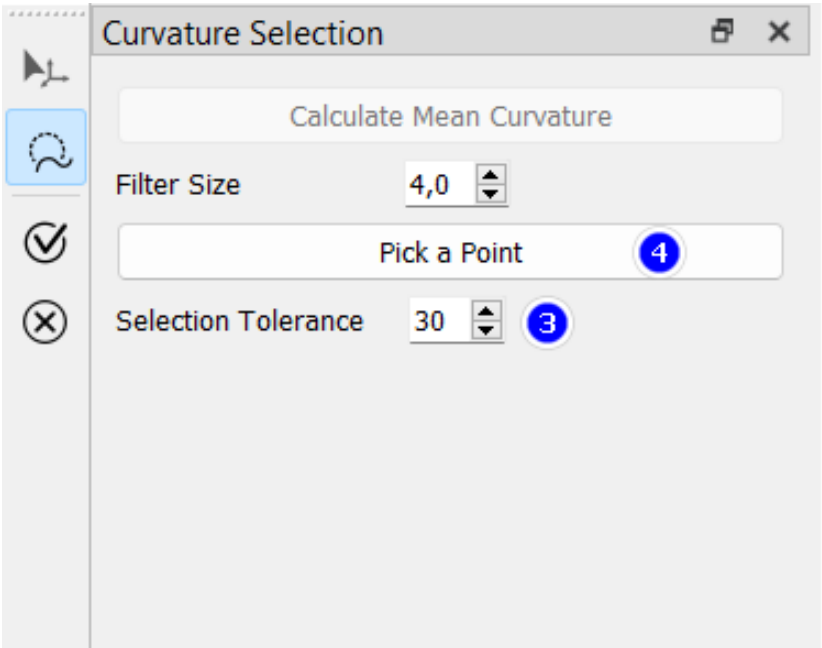 Curvature Selection
Calculate Mean Curvature
Filter Size 4,0
Pick a Point 4
Selection Tolerance 30 3